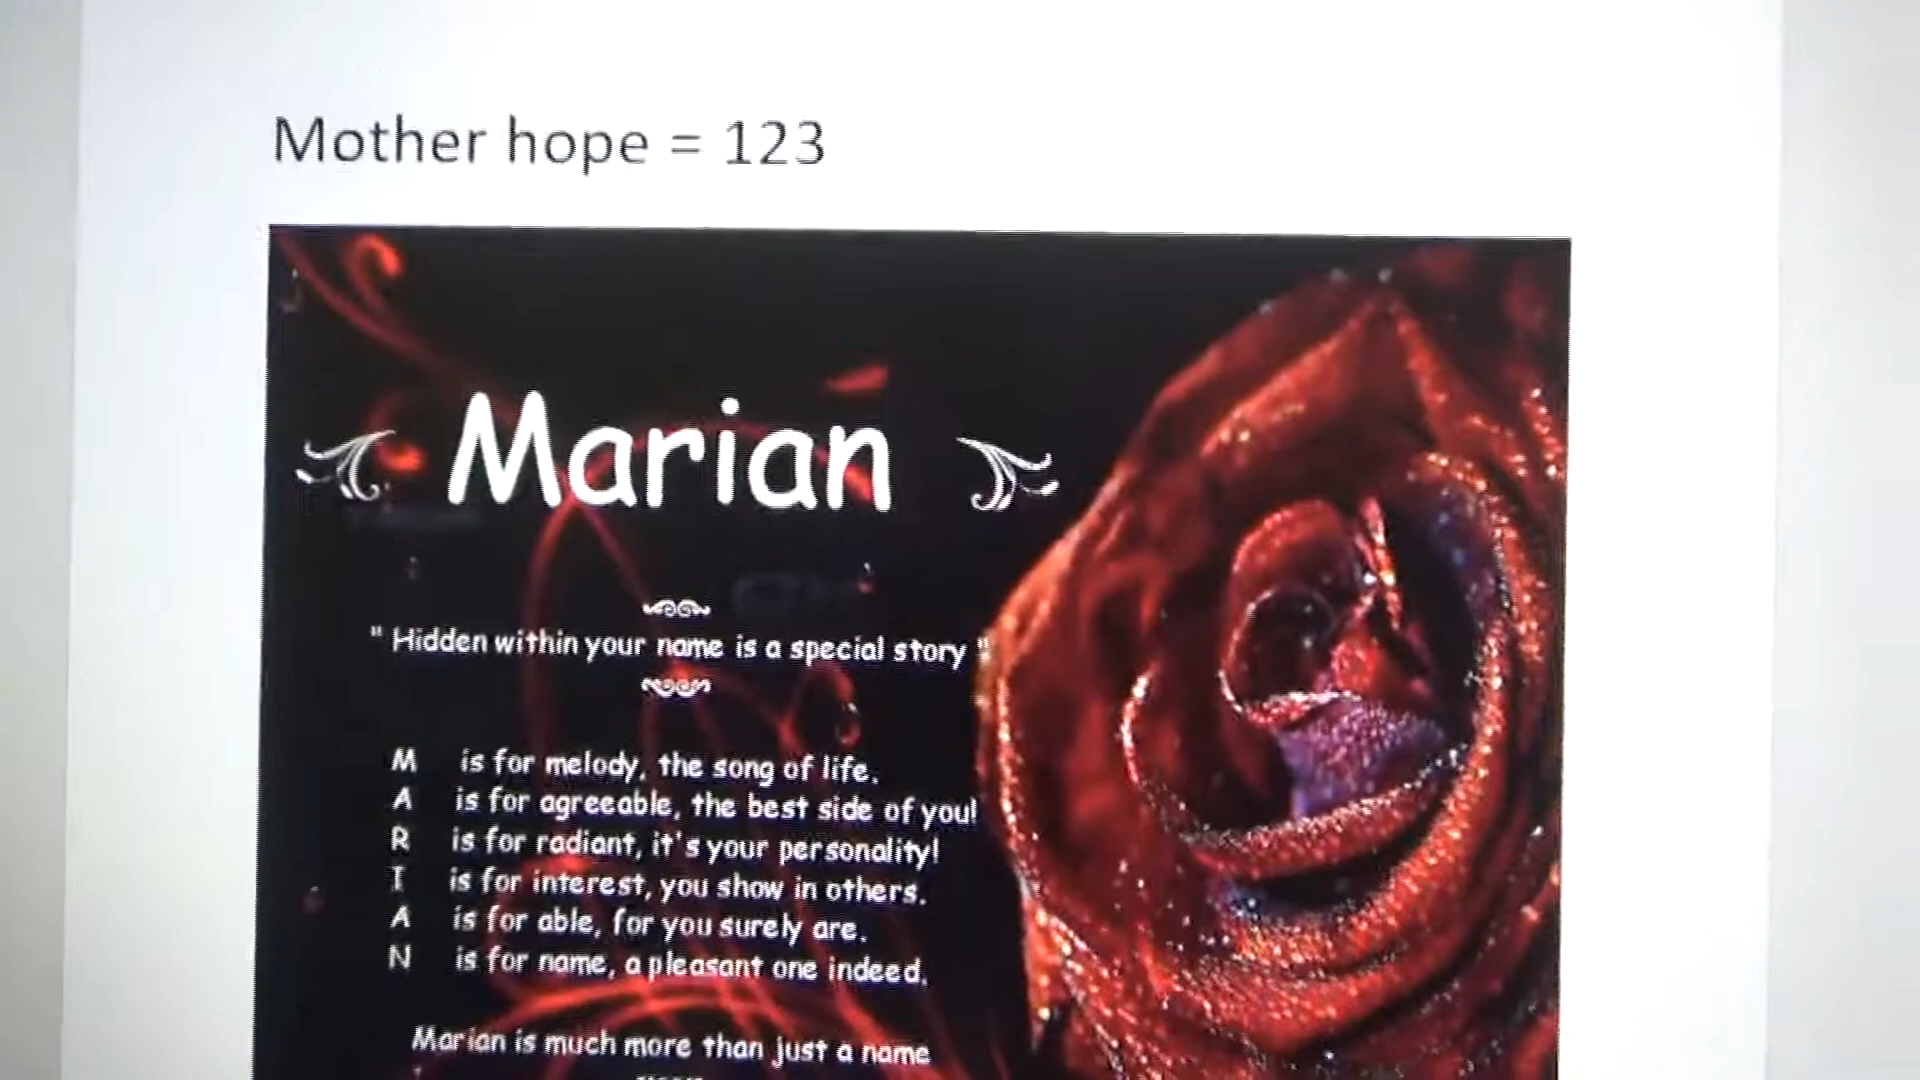 Mother hope = 123
Marian
" Hidden within your name is a special story "
M is for melody, the song of life.
A is for agreeable, the best side of you!
R is for radiant, it's your personality!
I is for interest, you show in others.
A is for able, for you surely are.
N is for name, a pleasant one indeed.
Marian is much more than just a name